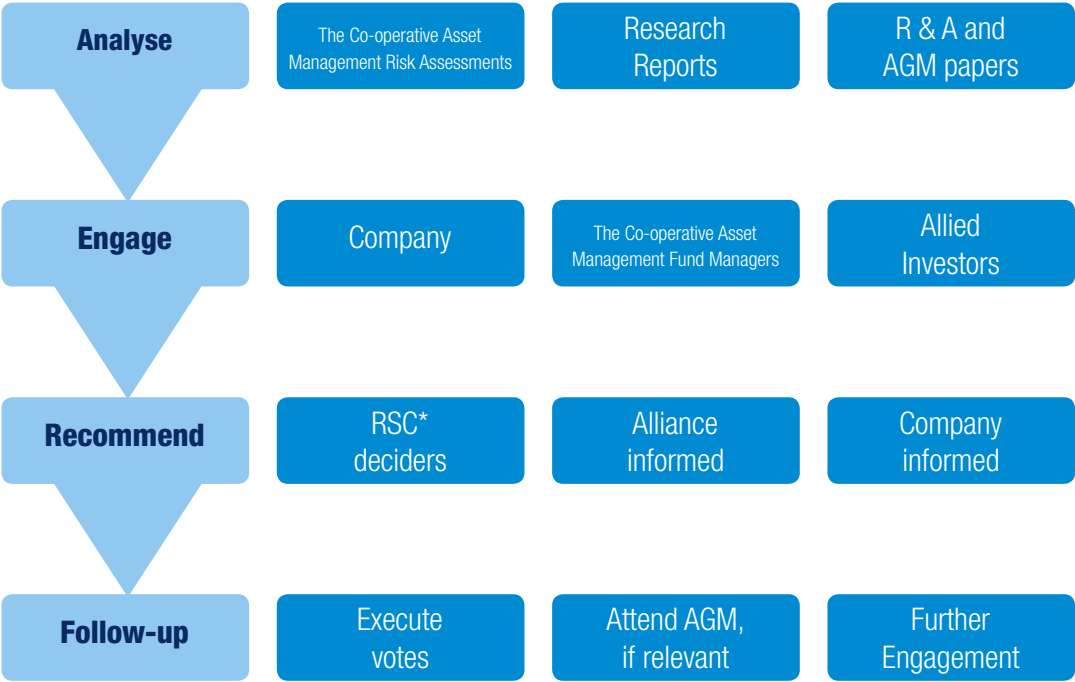 Analyse
The Co-operative Asset
Management Risk Assessments
Research
Reports
R & A and
AGM papers
Engage
Company
The Co-operative Asset
Management Fund Managers
Allied
Investors
Recommend
RSC*
deciders
Alliance
informed
Company
informed
Follow-up
Execute
votes
Attend AGM,
if relevant
Further
Engagement